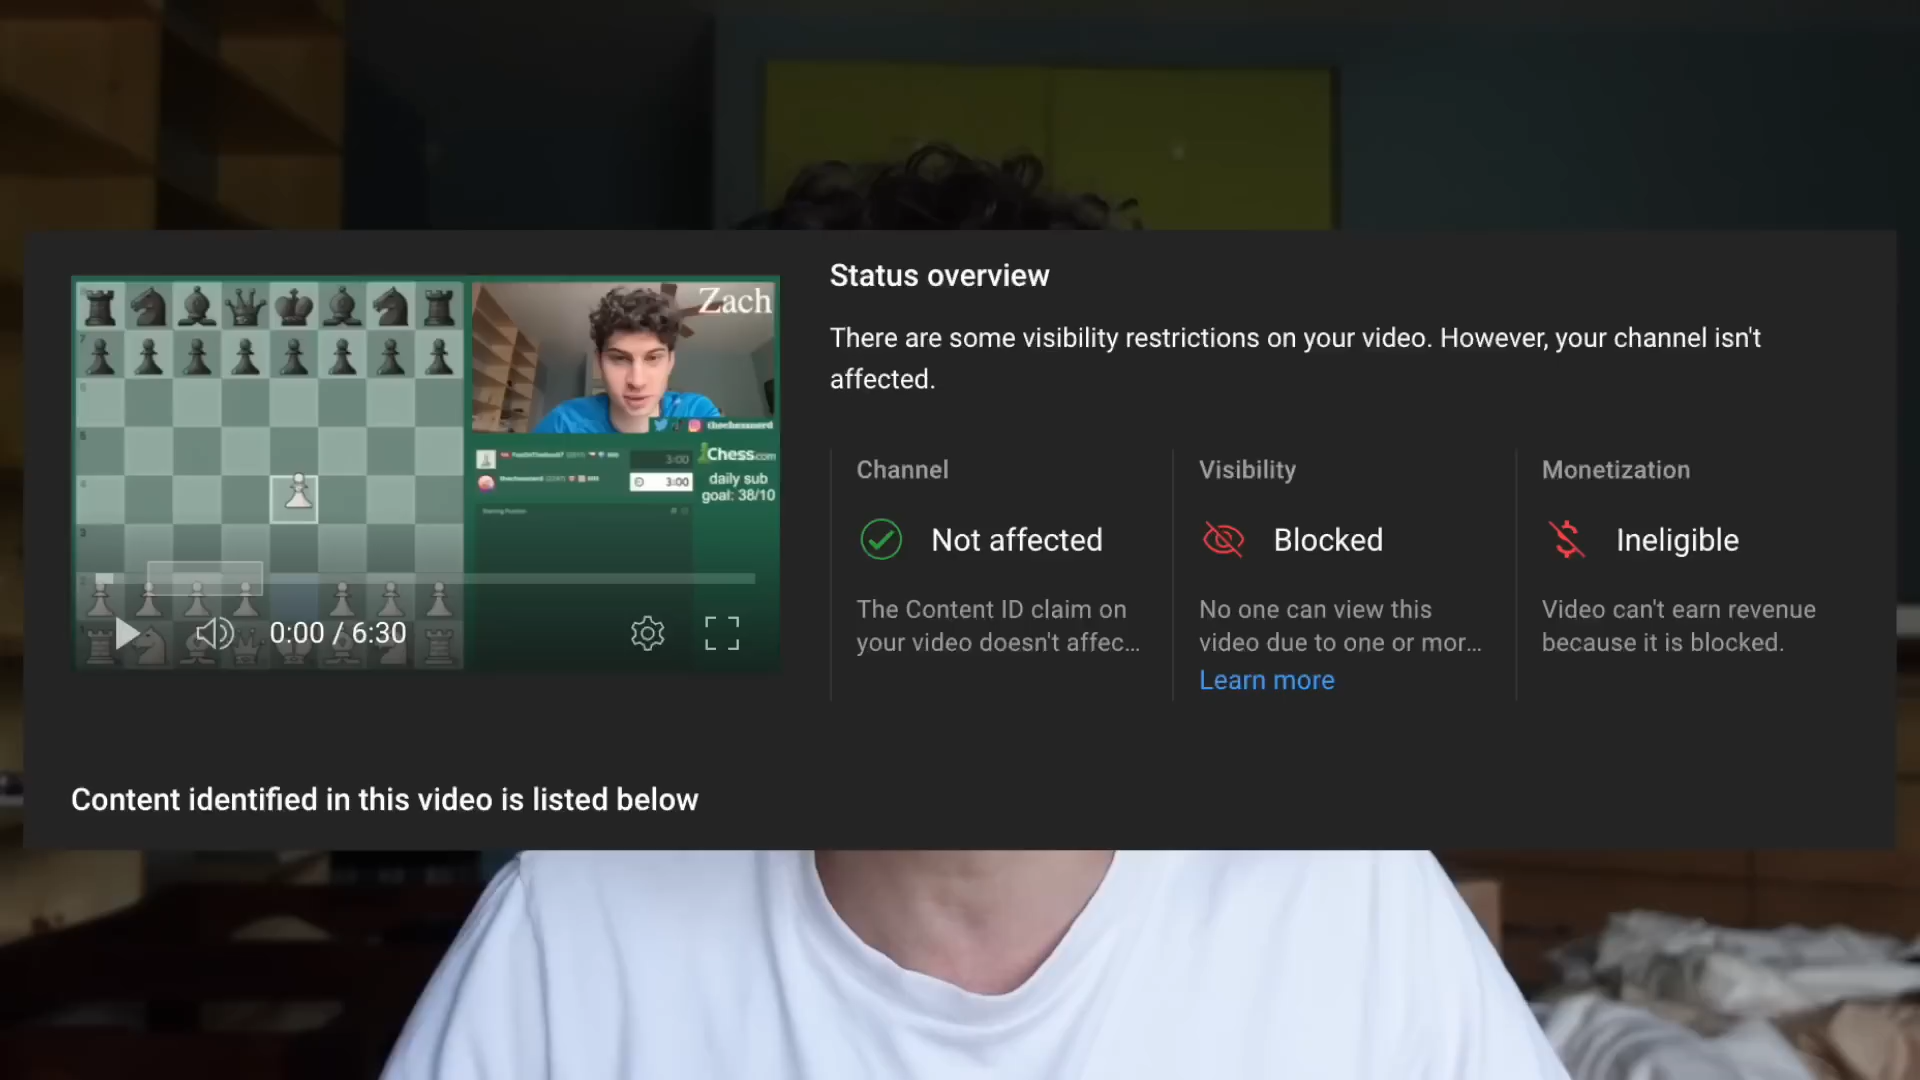 Status overview
There are some visibility restrictions on your video. However, your channel isn't
affected.
Channel
Not affected
The Content ID claim on
your video doesn't affec...
Visibility
Blocked
No one can view this
video due to one or mor...
Learn more
Monetization
Ineligible
Video can't earn revenue
because it is blocked.
Zach
thechessnerd
3:00
3:00
Chess.com
daily sub
goal: 38/10
Starting Position
0:00 / 6:30
Content identified in this video is listed below